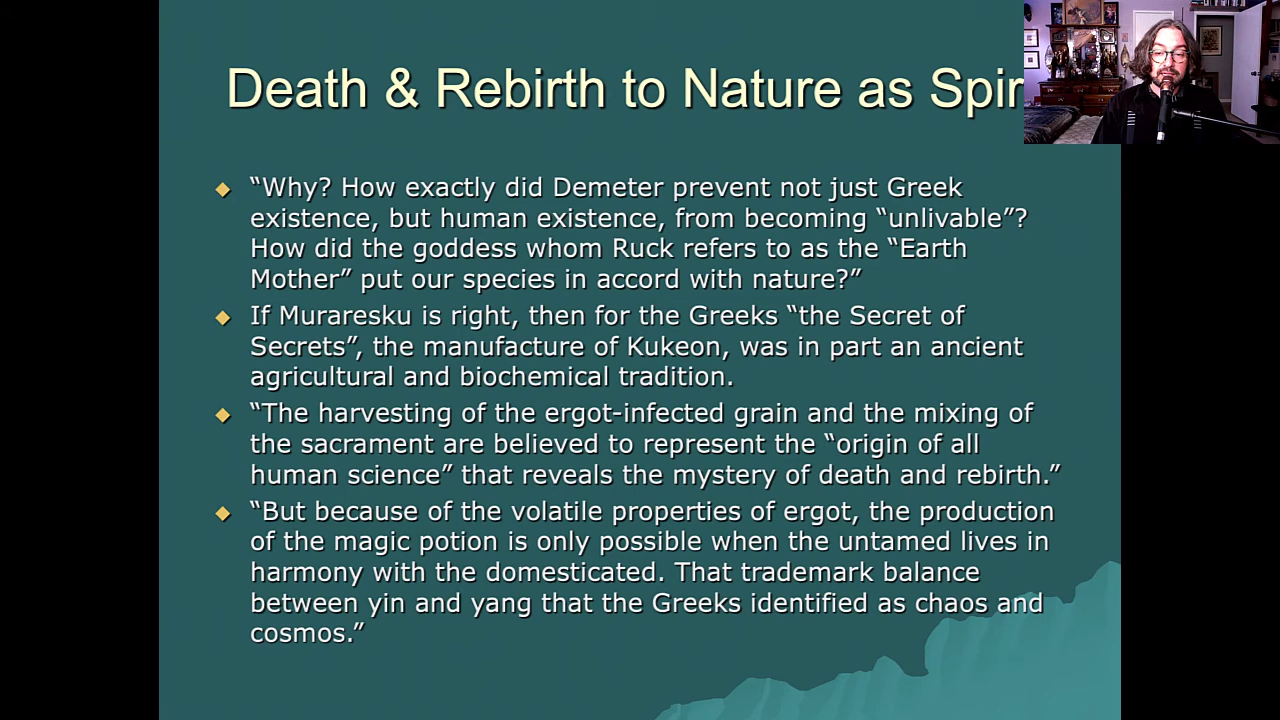 Death & Rebirth to Nature as
“Why? How exactly did Demeter prevent not just Greek
existence, but human existence, from becoming “unlivable”?
How did the goddess whom Ruck refers to as the “Earth
Mother” put our species in accord with nature?”
If Muraresku is right, then for the Greeks “the Secret of
Secrets”, the manufacture of Kukeon, was in part an ancient
agricultural and biochemical tradition.
“The harvesting of the ergot-infected grain and the mixing of
the sacrament are believed to represent the “origin of all
human science” that reveals the mystery of death and rebirth.”
“But because of the volatile properties of ergot, the production
of the magic potion is only possible when the untamed lives in
harmony with the domesticated. That trademark balance
between yin and yang that the Greeks identified as chaos and
cosmos.”